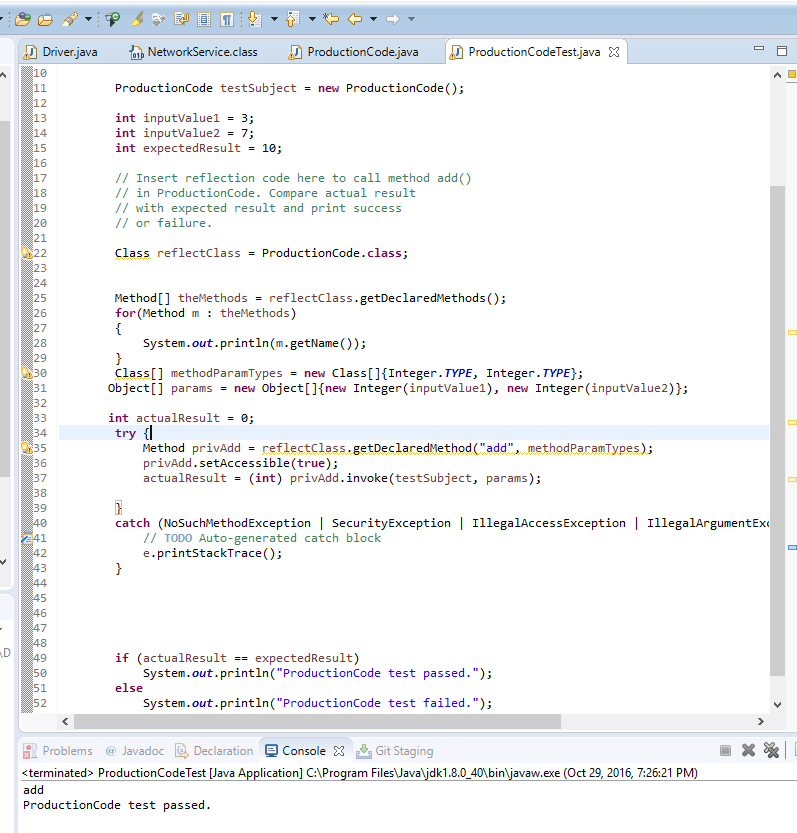 Driver.java NetworkService.class ProductionCode.java ProductionCodeTest.java
10
11 ProductionCode testSubject = new ProductionCode();
12
13 int inputValue1 = 3;
14 int inputValue2 = 7;
15 int expectedResult = 10;
16
17 // Insert reflection code here to call method add()
18 // in ProductionCode. Compare actual result
19 // with expected result and print success
20 // or failure.
21
22 Class reflectClass = ProductionCode.class;
23
24
25 Method[] theMethods = reflectClass.getDeclaredMethods();
26 for(Method m : theMethods)
27 {
28 System.out.println(m.getName());
29 }
30 Class[] methodParamTypes = new Class[]{Integer.TYPE, Integer.TYPE};
31 Object[] params = new Object[]{new Integer(inputValue1), new Integer(inputValue2)};
32
33 int actualResult = 0;
34 try {
35 Method privAdd = reflectClass.getDeclaredMethod("add", methodParamTypes);
36 privAdd.setAccessible(true);
37 actualResult = (int) privAdd.invoke(testSubject, params);
38
39 }
40 catch (NoSuchMethodException | SecurityException | IllegalAccessException | IllegalArgumentExc
41 // TODO Auto-generated catch block
42 e.printStackTrace();
43 }
44
45
46
47
48
49 if (actualResult == expectedResult)
50 System.out.println("ProductionCode test passed.");
51 else
52 System.out.println("ProductionCode test failed.");
\D
Problems @ Javadoc Declaration Console Git Staging
<terminated> ProductionCodeTest [Java Application] C:\Program Files\Java\jdk1.8.0_40\bin\javaw.exe (Oct 29, 2016, 7:26:21 PM)
add
ProductionCode test passed.